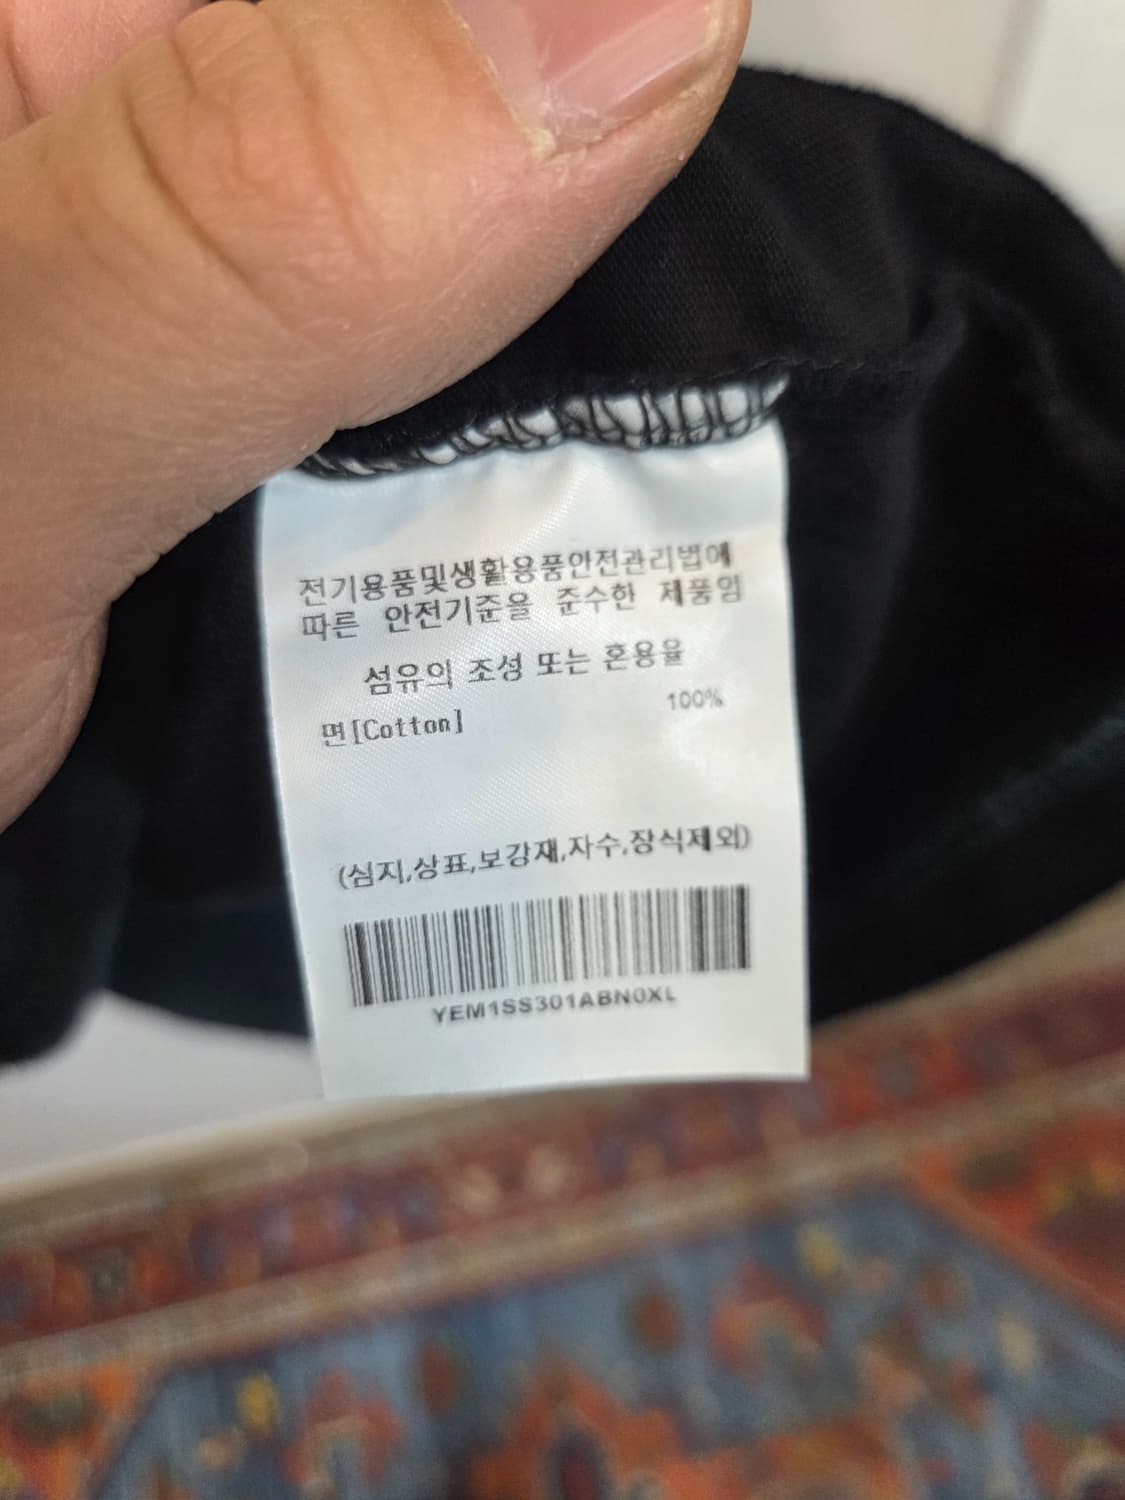 전기용품및생활용품안전관리법에
따른 안전기준을 준수한 제품임
섬유의 조성 또는 혼용율
면[Cotton] 100%
(심지,상표,보강재,자수,장식제외)
YEM1SS301ABN0XL